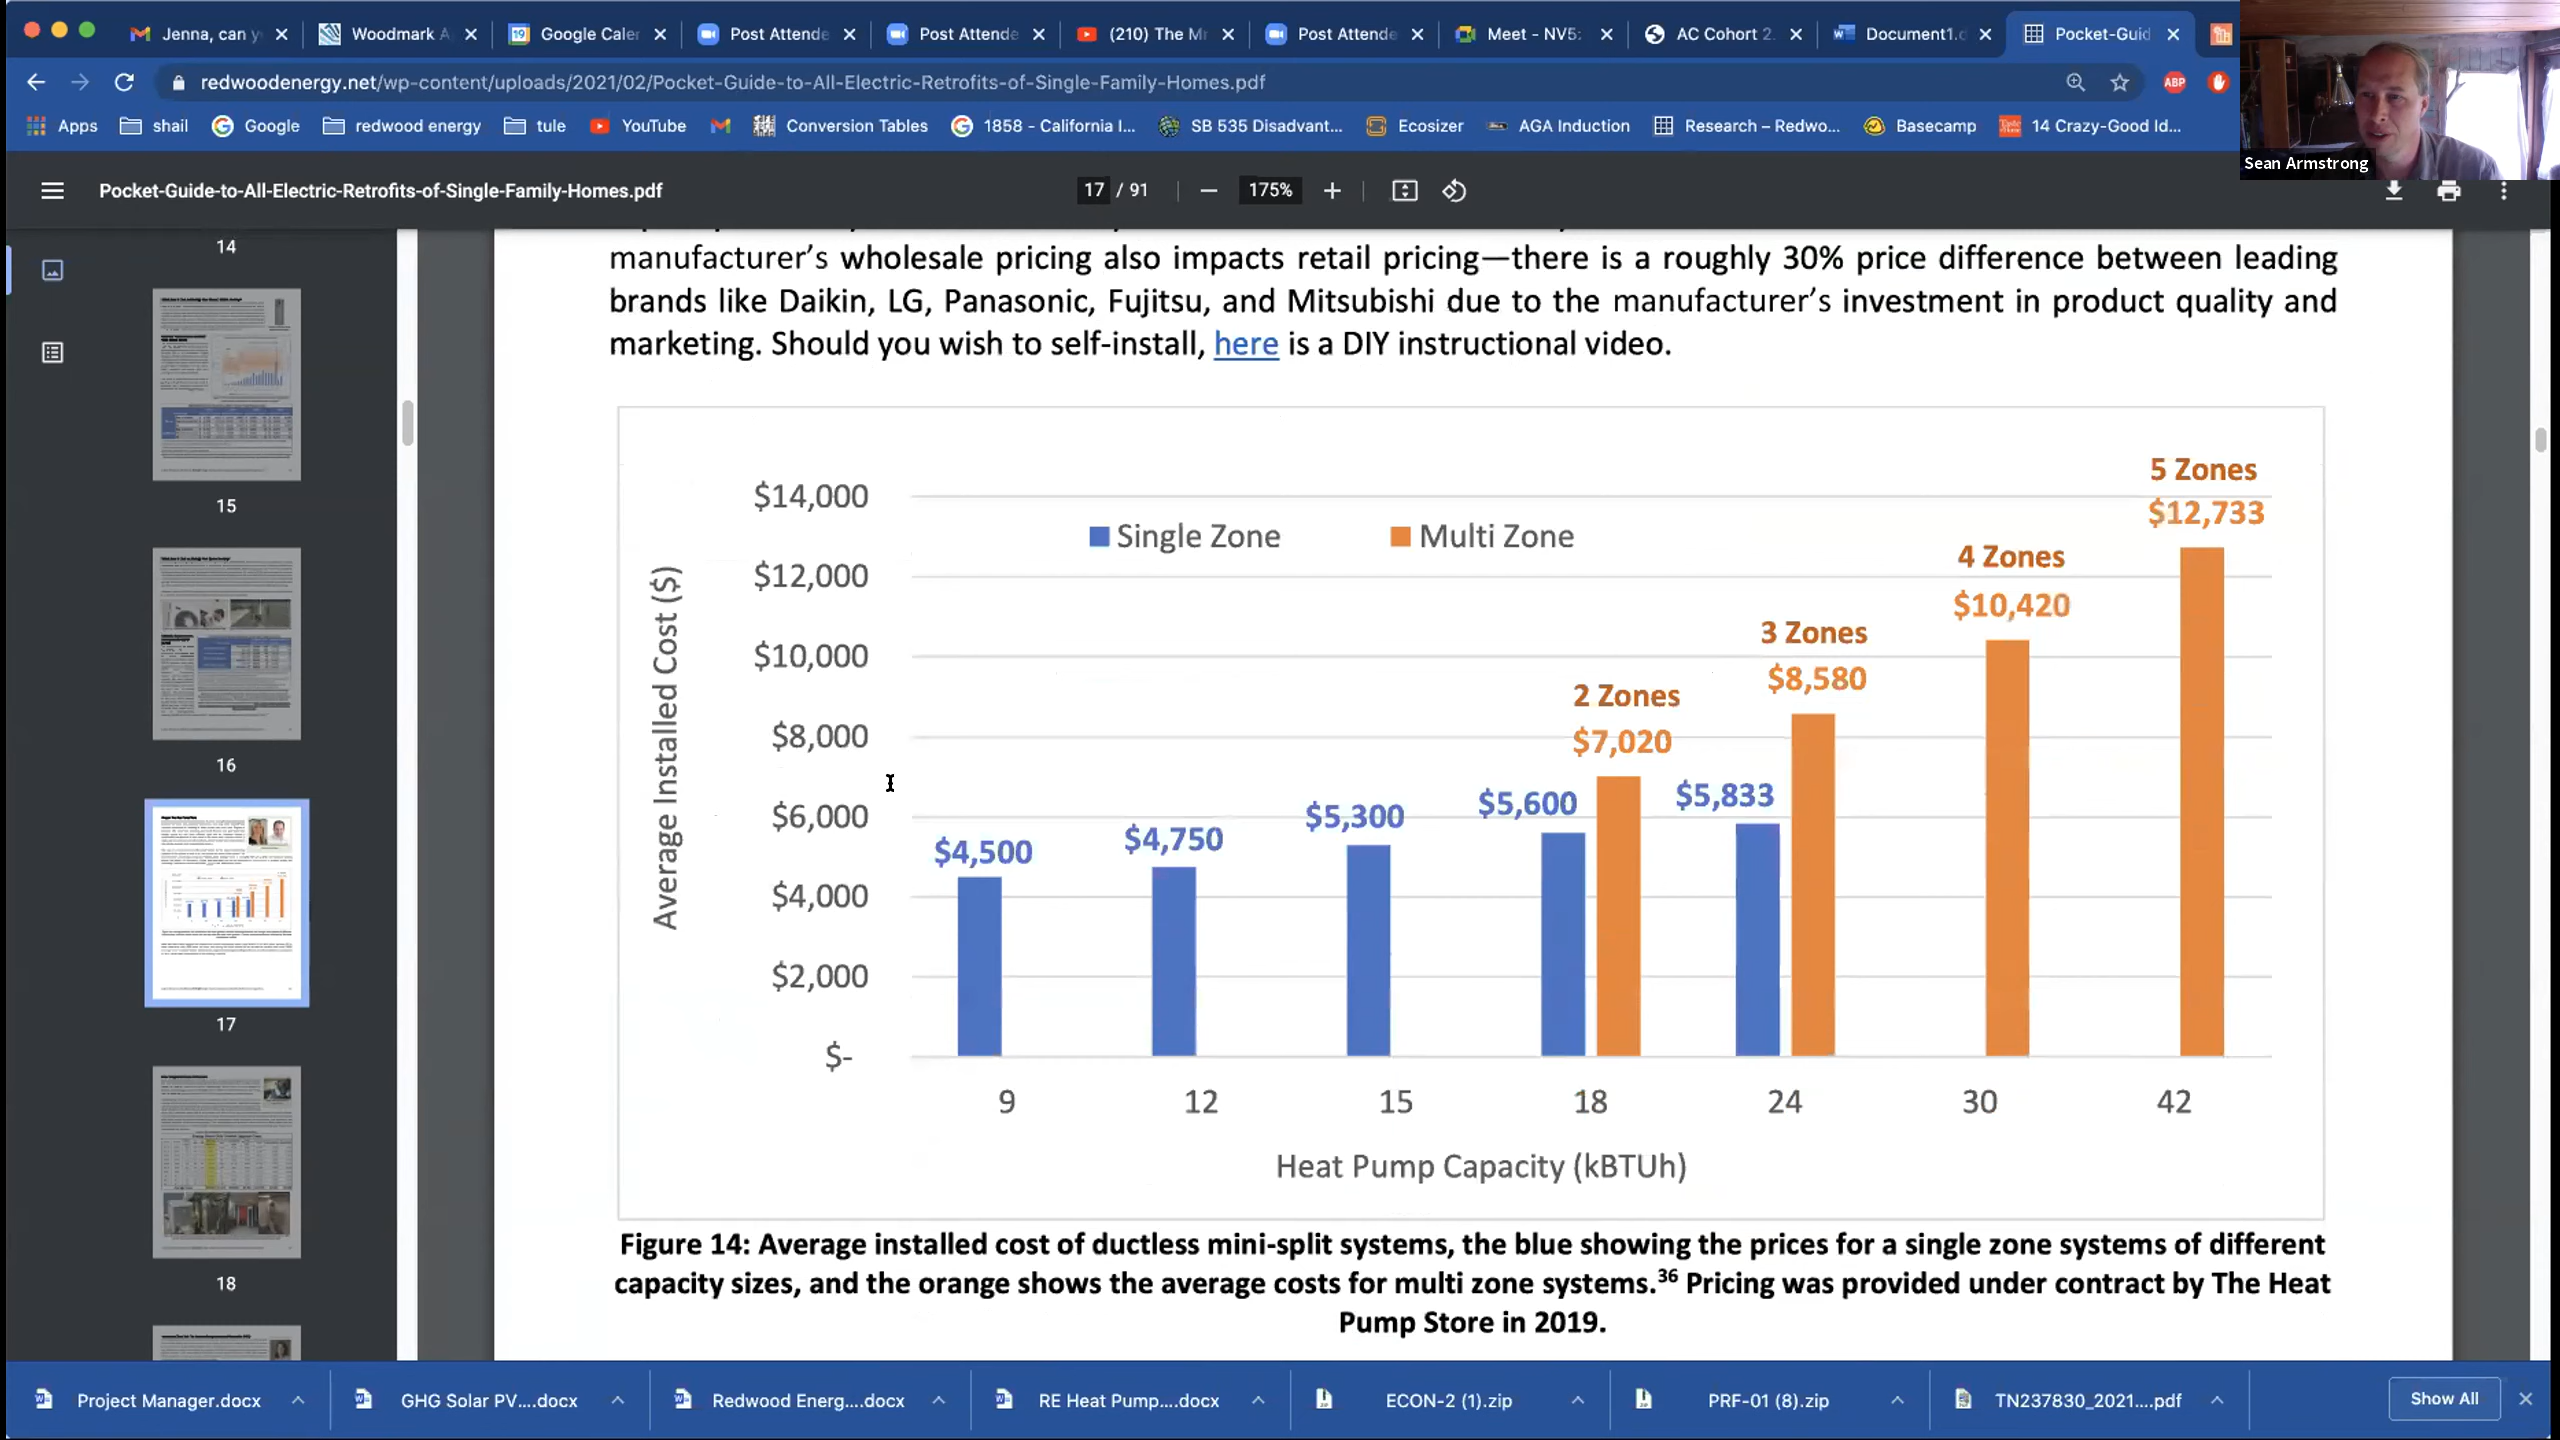 Jenna, can y
Woodmark A
Google Caler
Post Attende
Post Attende
(210) The Mr
Post Attende
Meet - NV5:
AC Cohort 2.
Document1.d
Pocket-Guid
redwoodenergy.net/wp-content/uploads/2021/02/Pocket-Guide-to-All-Electric-Retrofits-of-Single-Family-Homes.pdf
ABP
Apps
shail
Google
redwood energy
tule
YouTube
Conversion Tables
1858 - California I...
SB 535 Disadvant...
Ecosizer
AGA Induction
Research – Redwo...
Basecamp
14 Crazy-Good Id...
Sean Armstrong
Pocket-Guide-to-All-Electric-Retrofits-of-Single-Family-Homes.pdf
17 / 91
175%
14
15
16
17
18
manufacturer's wholesale pricing also impacts retail pricing—there is a roughly 30% price difference between leading
brands like Daikin, LG, Panasonic, Fujitsu, and Mitsubishi due to the manufacturer's investment in product quality and
marketing. Should you wish to self-install, here is a DIY instructional video.
Average Installed Cost ($)
$14,000
$12,000
$10,000
$8,000
$6,000
$4,000
$2,000
$-
Single Zone
Multi Zone
$4,500
$4,750
$5,300
$5,600
2 Zones
$7,020
$5,833
3 Zones
$8,580
4 Zones
$10,420
5 Zones
$12,733
9
12
15
18
24
30
42
Heat Pump Capacity (kBTUh)
Figure 14: Average installed cost of ductless mini-split systems, the blue showing the prices for a single zone systems of different
capacity sizes, and the orange shows the average costs for multi zone systems.36 Pricing was provided under contract by The Heat
Pump Store in 2019.
Project Manager.docx
GHG Solar PV....docx
Redwood Energ....docx
RE Heat Pump....docx
ECON-2 (1).zip
PRF-01 (8).zip
TN237830_2021....pdf
Show All